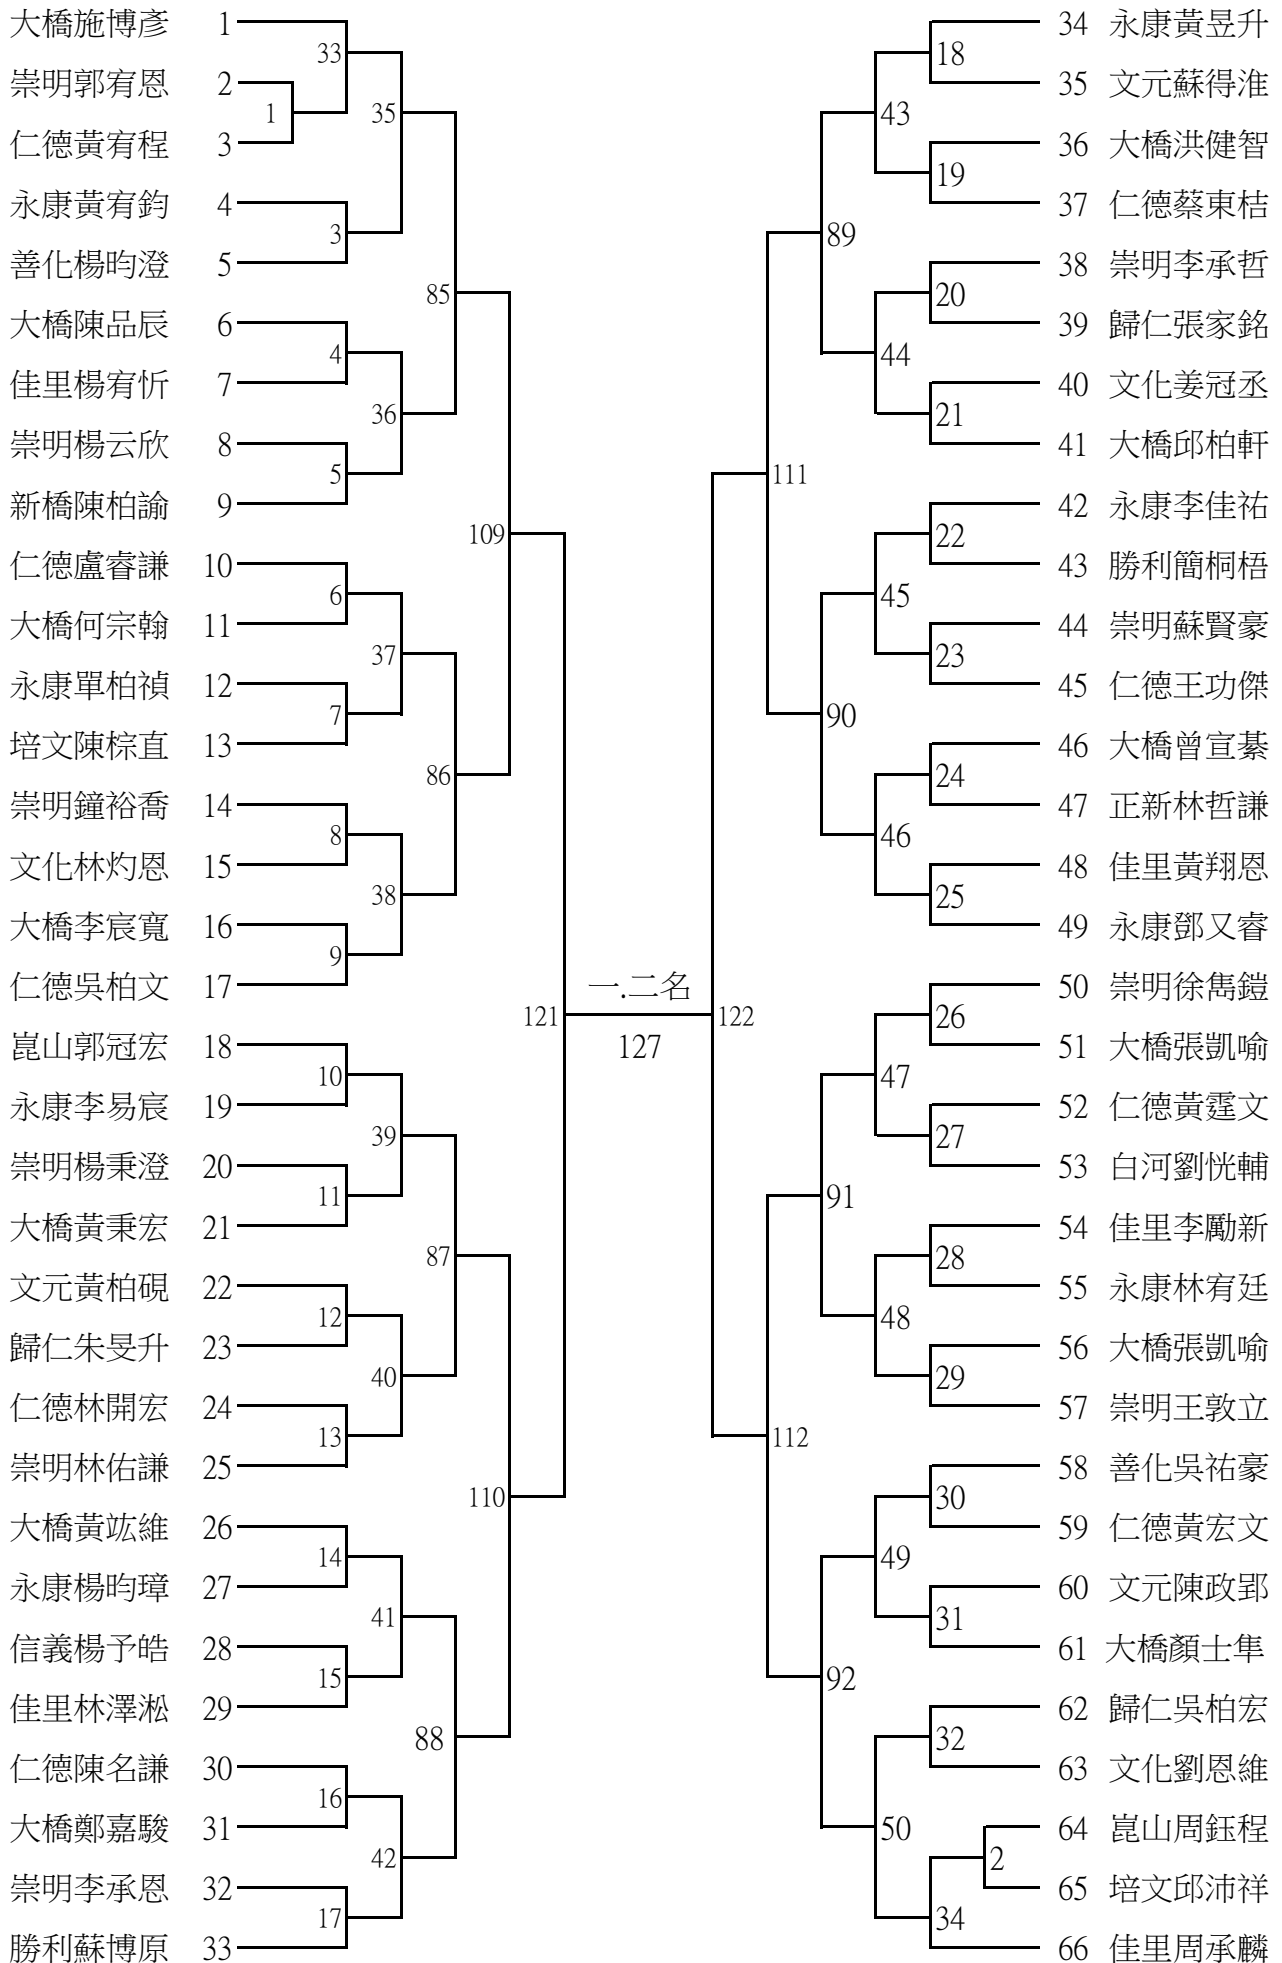 大橋施博彥 1
崇明郭宥恩 2
仁德黃宥程 3
永康黃宥鈞 4
善化楊昀澄 5
大橋陳品辰 6
佳里楊宥忻 7
崇明楊云欣 8
新橋陳柏諭 9
仁德盧睿謙 10
大橋何宗翰 11
永康單柏禎 12
培文陳棕直 13
崇明鐘裕喬 14
文化林灼恩 15
大橋李宸寬 16
仁德吳柏文 17
崑山郭冠宏 18
永康李易宸 19
崇明楊秉澄 20
大橋黃秉宏 21
文元黃柏硯 22
歸仁朱旻升 23
仁德林開宏 24
崇明林佑謙 25
大橋黃竑維 26
永康楊昀璋 27
信義楊予皓 28
佳里林澤淞 29
仁德陳名謙 30
大橋鄭嘉駿 31
崇明李承恩 32
勝利蘇博原 33
1
33
3
4
5
6
7
8
9
10
11
12
13
14
15
16
17
35
36
37
38
39
40
41
42
85
86
87
88
109
110
121
一.二名
127
122
111
112
89
90
91
92
43
44
45
46
47
48
49
50
18
19
20
21
22
23
24
25
26
27
28
29
30
31
32
34
2
34 永康黃昱升
35 文元蘇得淮
36 大橋洪健智
37 仁德蔡東桔
38 崇明李承哲
39 歸仁張家銘
40 文化姜冠丞
41 大橋邱柏軒
42 永康李佳祐
43 勝利簡桐梧
44 崇明蘇賢豪
45 仁德王功傑
46 大橋曾宣綦
47 正新林哲謙
48 佳里黃翔恩
49 永康鄧又睿
50 崇明徐雋鎧
51 大橋張凱喻
52 仁德黃霆文
53 白河劉恍輔
54 佳里李勵新
55 永康林宥廷
56 大橋張凱喻
57 崇明王敦立
58 善化吳祐豪
59 仁德黃宏文
60 文元陳政郢
61 大橋顏士隼
62 歸仁吳柏宏
63 文化劉恩維
64 崑山周鈺程
65 培文邱沛祥
66 佳里周承麟